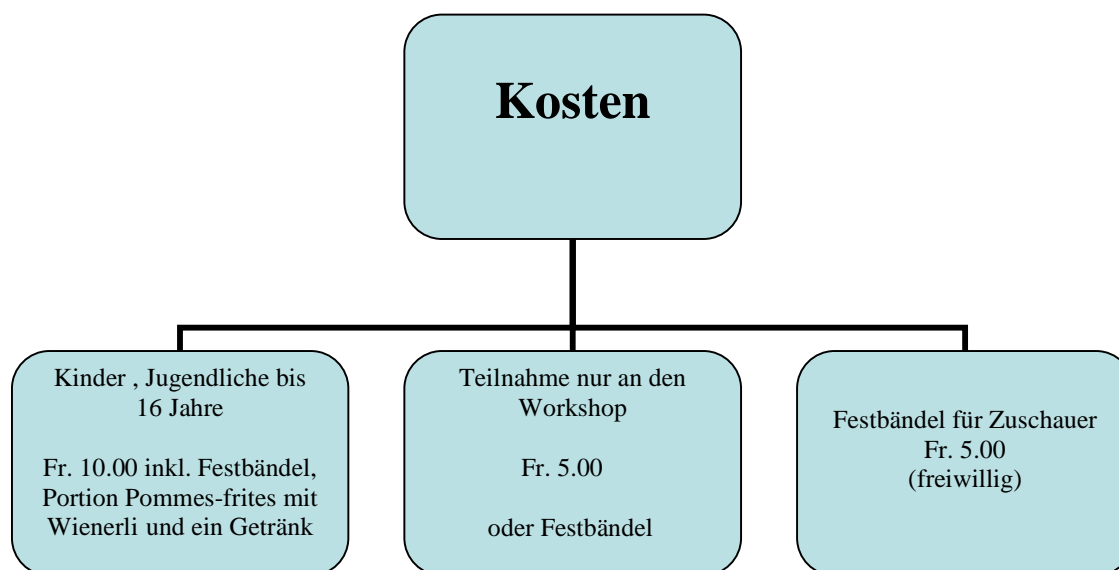 Kosten
Kinder , Jugendliche bis
16 Jahre
Fr. 10.00 inkl. Festbändel,
Portion Pommes-frites mit
Wienerli und ein Getränk
Teilnahme nur an den
Workshop
Fr. 5.00
oder Festbändel
Festbändel für Zuschauer
Fr. 5.00
(freiwillig)